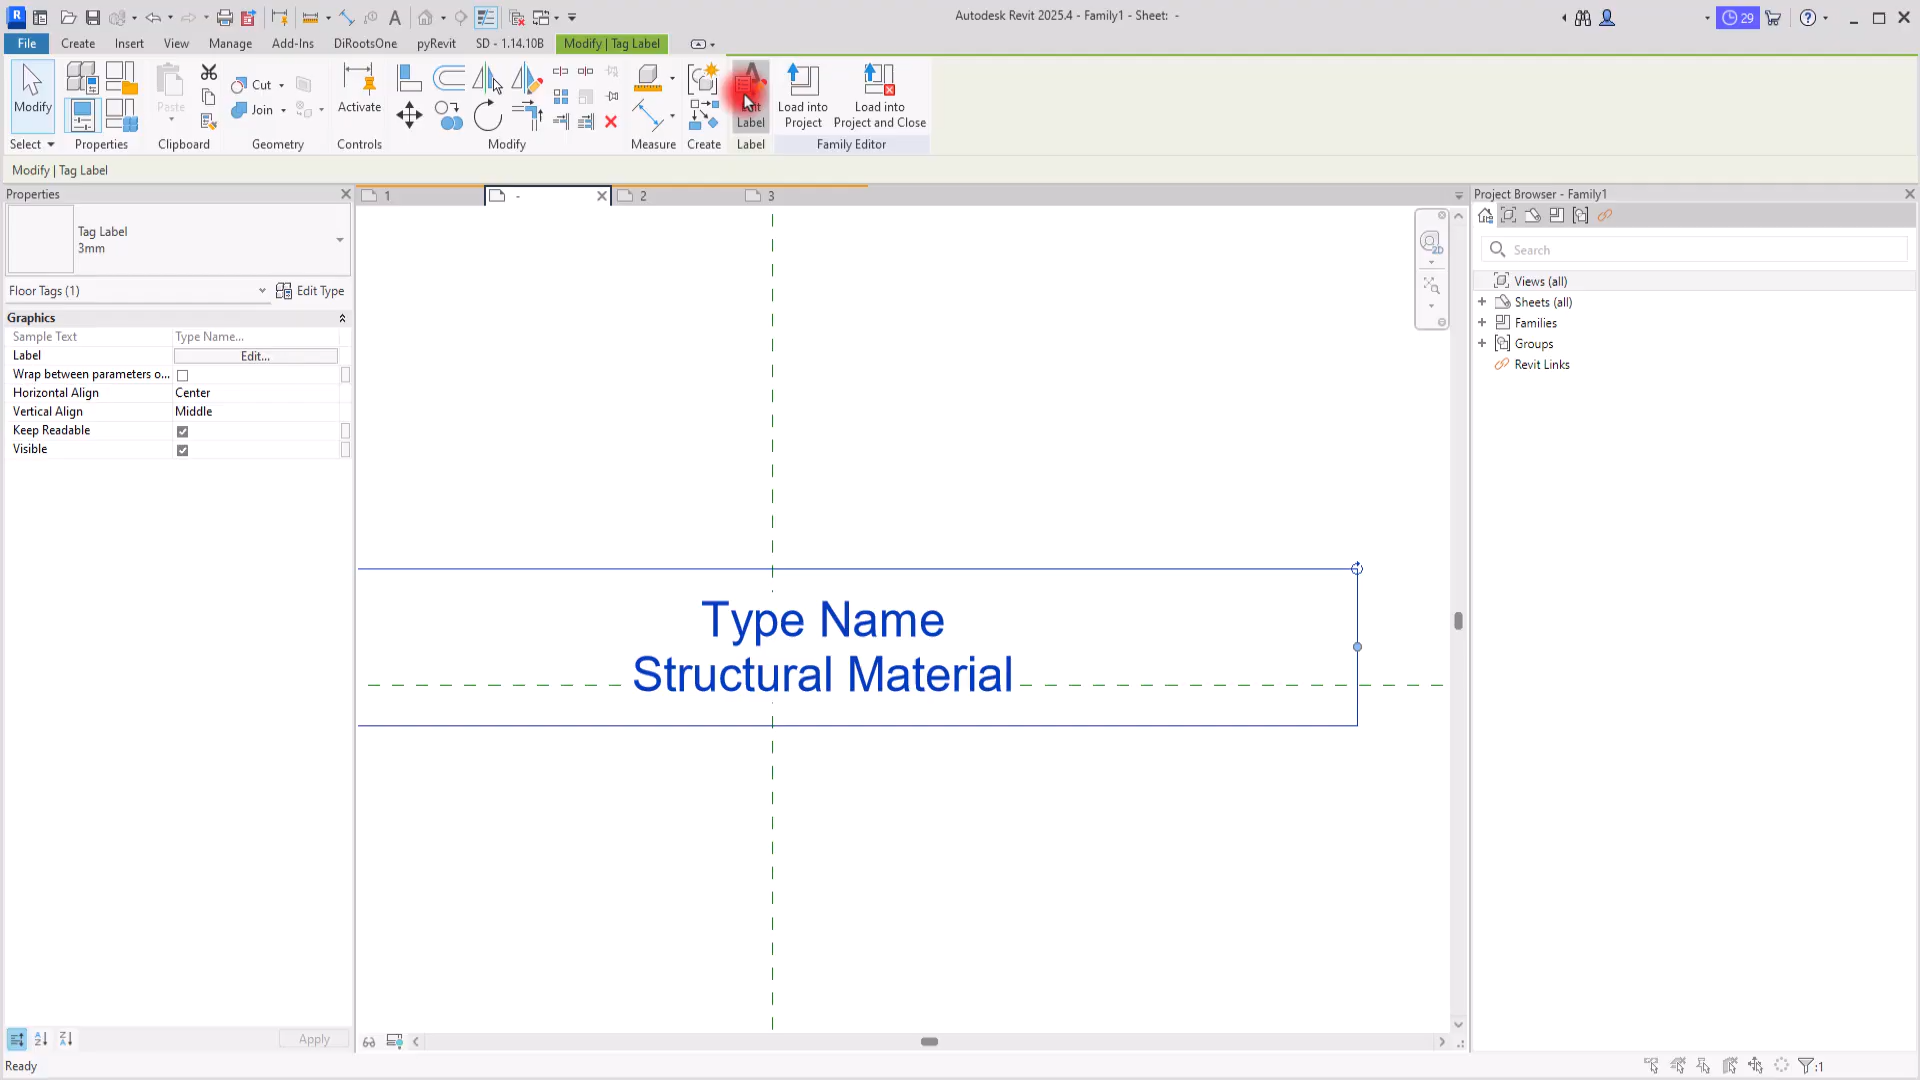 Autodesk Revit 2025.4 - Family1 - Sheet: -
29
File Create Insert View Manage Add-Ins DiRootsOne pyRevit SD - 1.14.10B Modify | Tag Label
Modify
Select
Properties
Paste
Clipboard
Cut
Join
Geometry
Activate
Controls
Modify
Measure
Create
Label
Label
Load into
Project
Load into
Project and Close
Family Editor
Modify | Tag Label
Properties
Tag Label
3mm
Floor Tags (1)
Edit Type
Graphics
Sample Text Type Name...
Label Edit...
Wrap between parameters o...
Horizontal Align Center
Vertical Align Middle
Keep Readable
Visible
Apply
1
-
2
3
2D
Type Name
Structural Material
Project Browser - Family1
Search
Views (all)
Sheets (all)
Families
Groups
Revit Links
Ready
:1